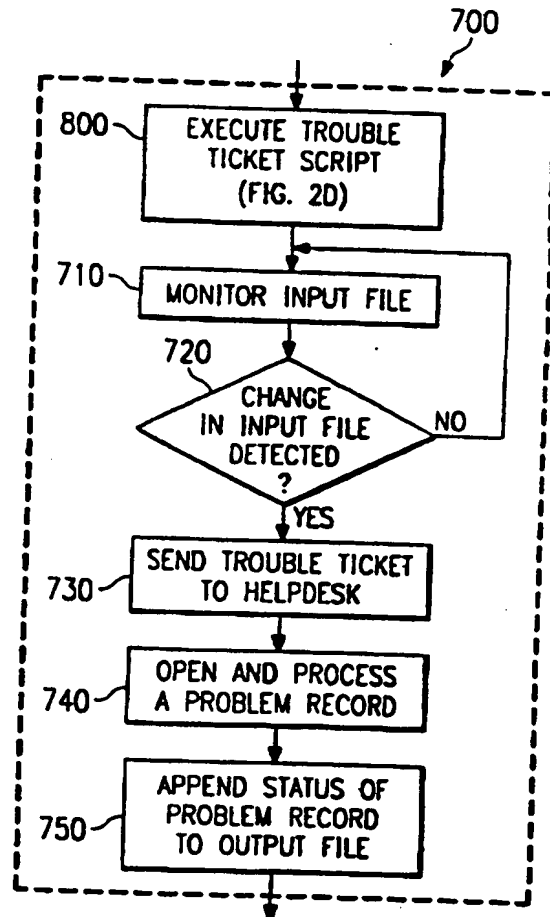 700
800
EXECUTE TROUBLE
TICKET SCRIPT
(FIG. 2D)
710
MONITOR INPUT FILE
720
CHANGE
IN INPUT FILE
DETECTED
?
NO
YES
730
SEND TROUBLE TICKET
TO HELPDESK
740
OPEN AND PROCESS
A PROBLEM RECORD
750
APPEND STATUS OF
PROBLEM RECORD
TO OUTPUT FILE